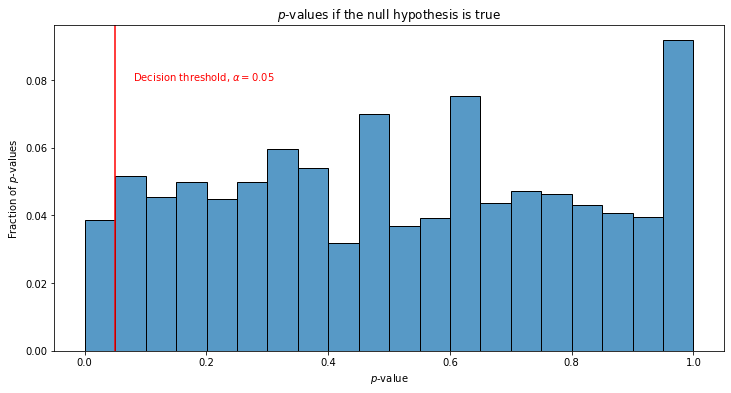 p-values if the null hypothesis is true
Decision threshold, α = 0.05
Fraction of p-values
0.08
0.06
0.04
0.02
0.00
0.0 0.2 0.4 0.6 0.8 1.0
p-value